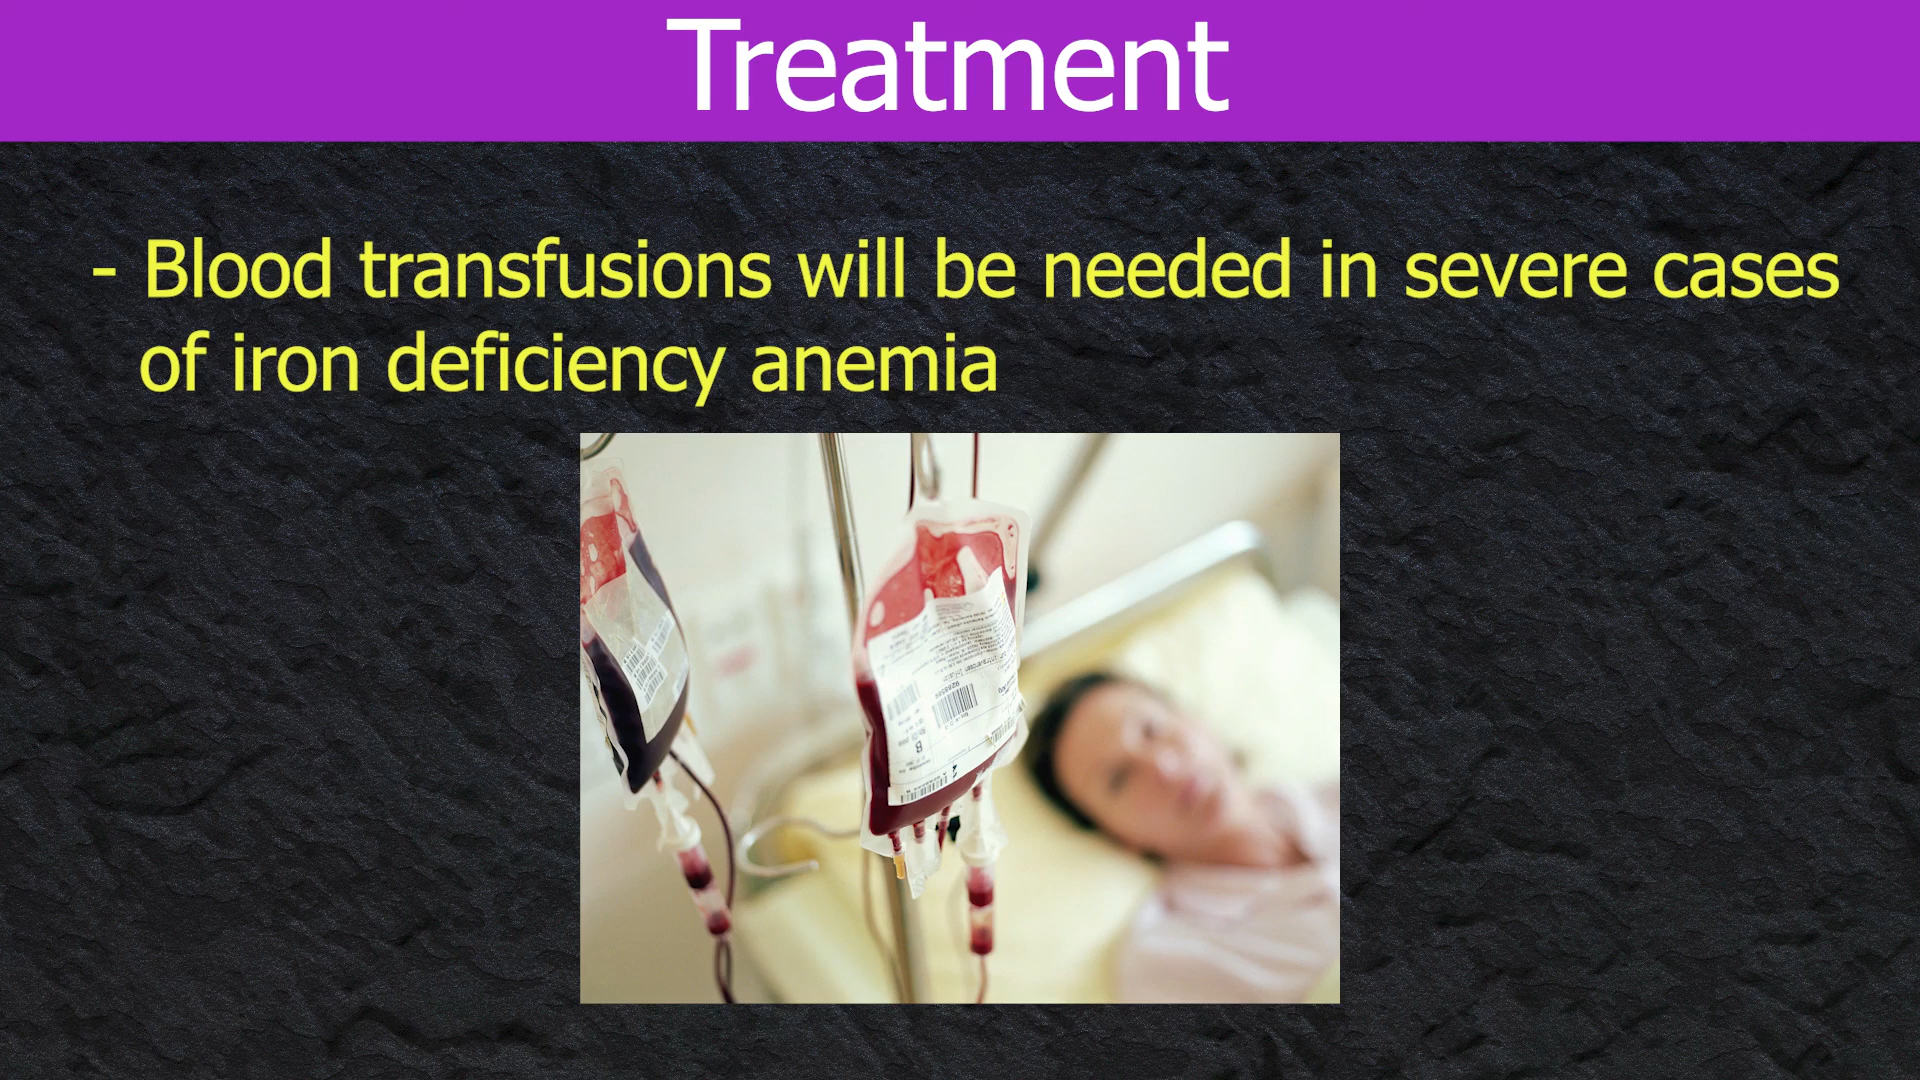 Treatment
- Blood transfusions will be needed in severe cases
of iron deficiency anemia
B